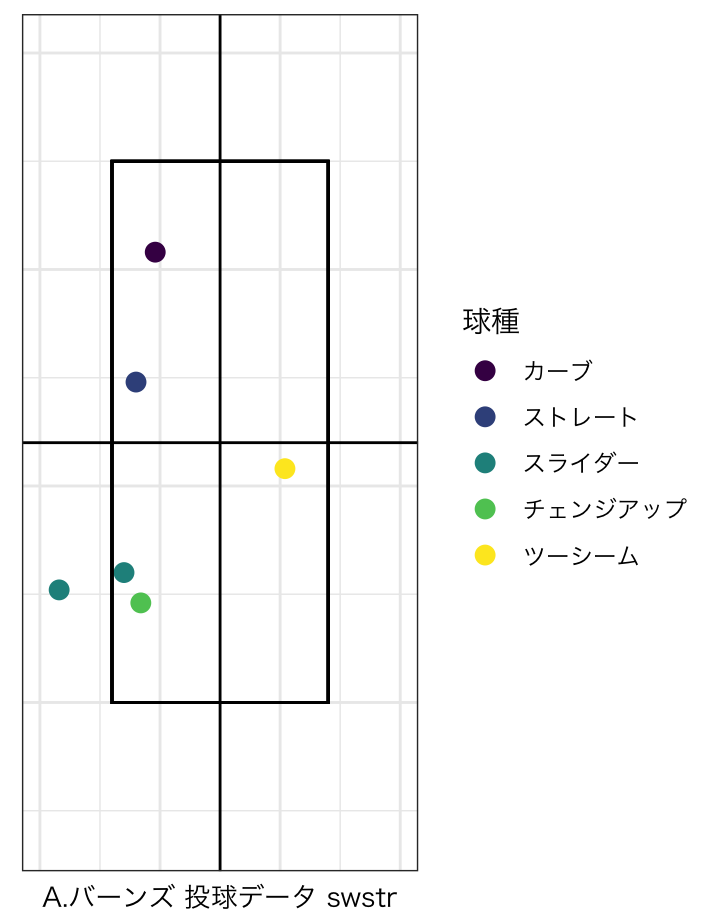 球種
カーブ
ストレート
スライダー
チェンジアップ
ツーシーム
A.バーンズ 投球データ swstr